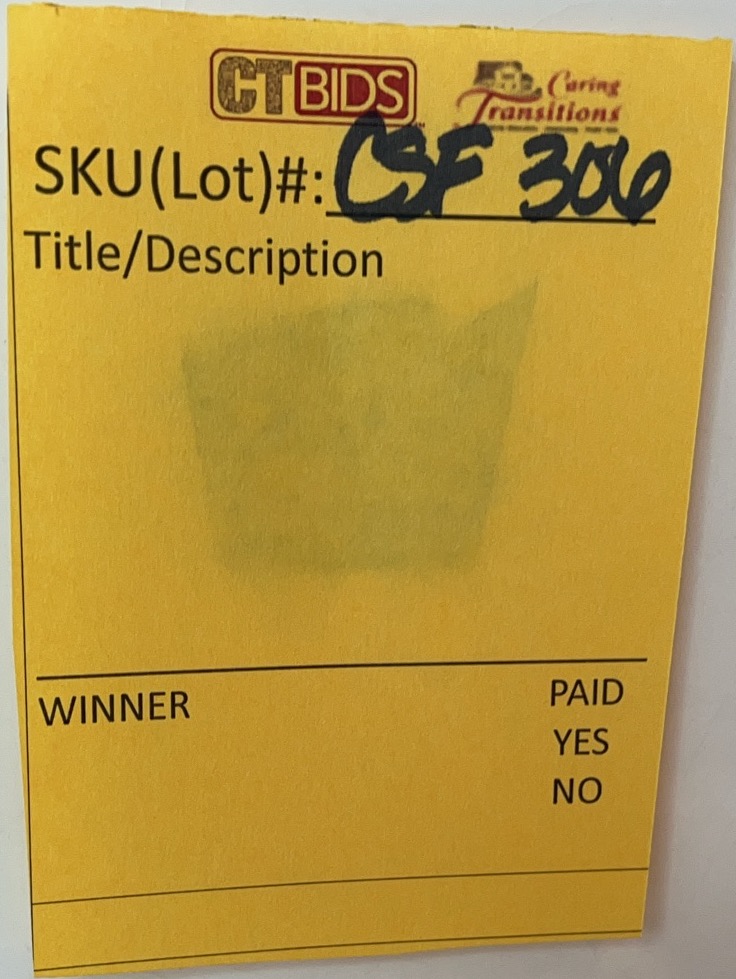 CTBIDS
Caring
Transitions
SKU(Lot)#: CSF 306
Title/Description
WINNER
PAID
YES
NO